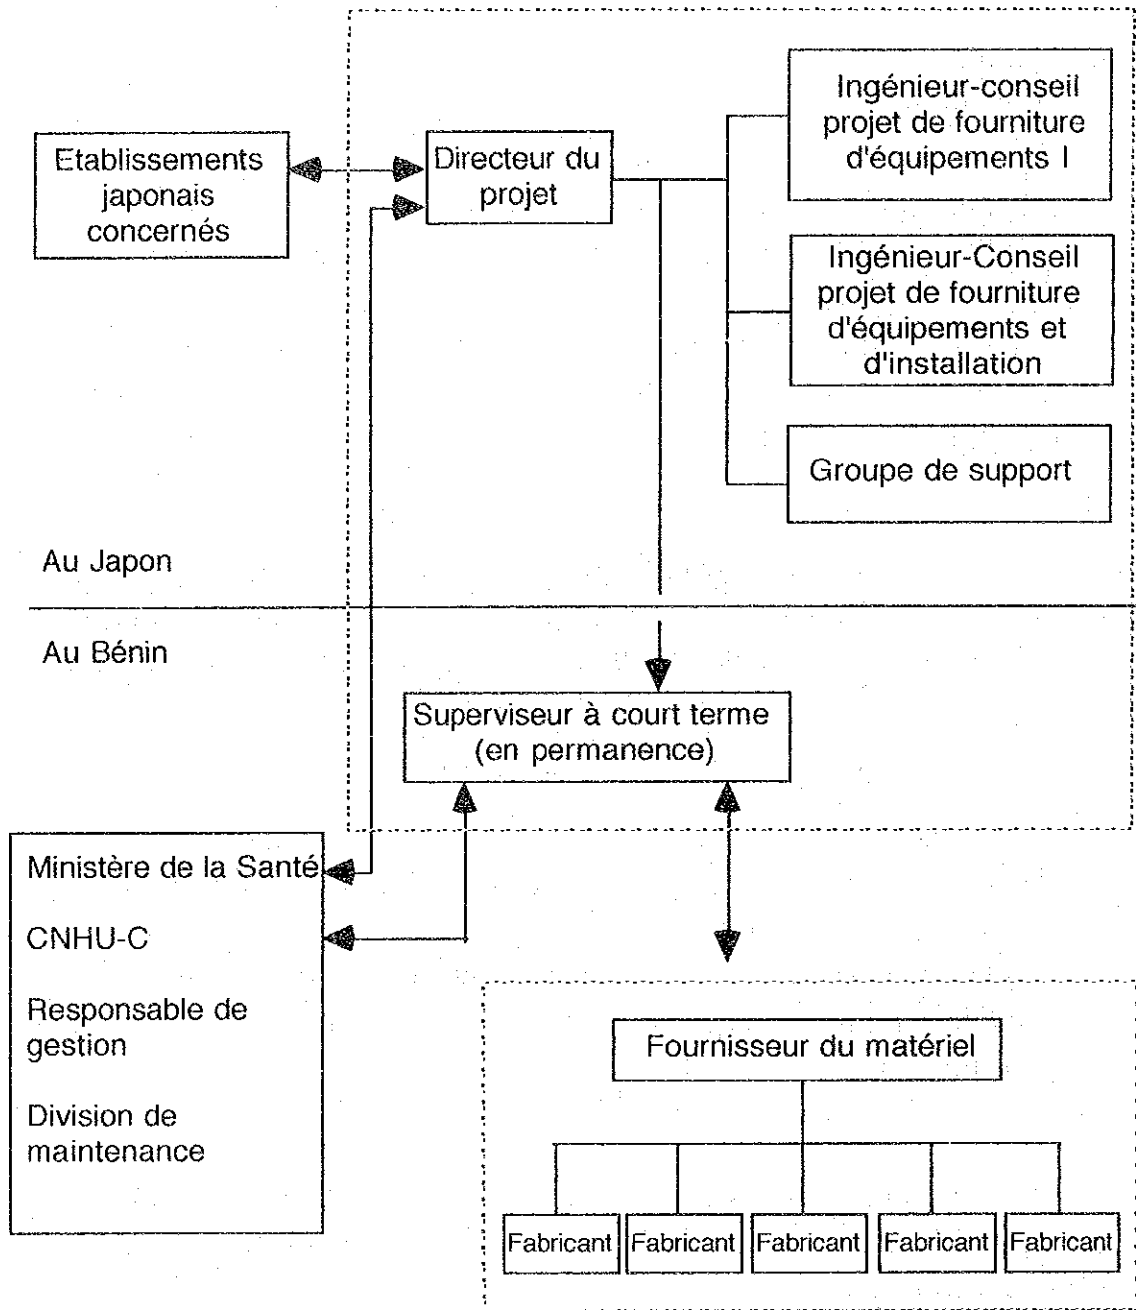 Etablissements
japonais
concernés
Directeur du
projet
Ingénieur-conseil
projet de fourniture
d'équipements I
Ingénieur-Conseil
projet de fourniture
d'équipements et
d'installation
Groupe de support
Au Japon
Au Bénin
Superviseur à court terme
(en permanence)
Ministère de la Santé
CNHU-C
Responsable de
gestion
Division de
maintenance
Fournisseur du matériel
Fabricant
Fabricant
Fabricant
Fabricant
Fabricant